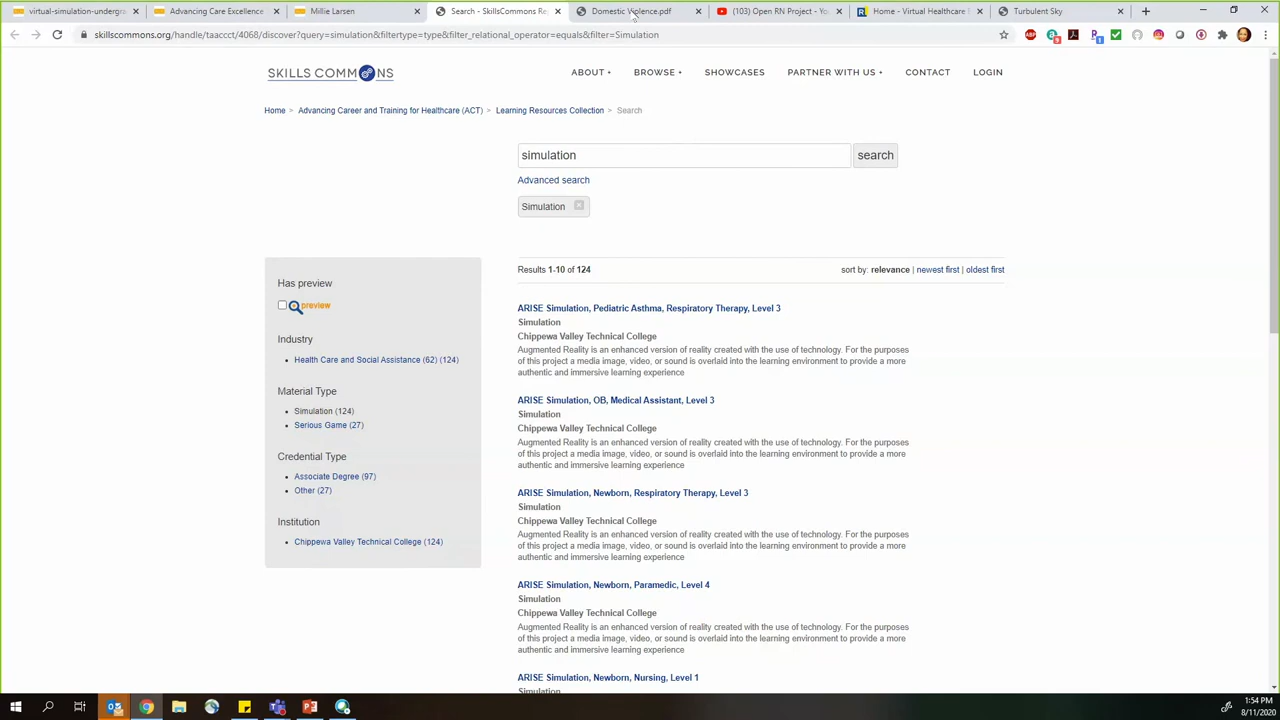 virtual-simulation-undergr
Advancing Care Excellence
Millie Larsen
Search - SkillsCommons Re
Domestic Violence.pdf
(103) Open RN Project - Yo
Home - Virtual Healthcare
Turbulent Sky
skillscommons.org/handle/taaccct/4068/discover?query=simulation&filtertype=type&filter_relational_operator=equals&filter=Simulation
SKILLS COMMONS
ABOUT
BROWSE
SHOWCASES
PARTNER WITH US
CONTACT
LOGIN
Home > Advancing Career and Training for Healthcare (ACT) > Learning Resources Collection > Search
simulation
search
Advanced search
Simulation
Has preview
preview
Industry
Health Care and Social Assistance (62) (124)
Material Type
Simulation (124)
Serious Game (27)
Credential Type
Associate Degree (97)
Other (27)
Institution
Chippewa Valley Technical College (124)
Results 1-10 of 124
sort by: relevance | newest first | oldest first
ARISE Simulation, Pediatric Asthma, Respiratory Therapy, Level 3
Simulation
Chippewa Valley Technical College
Augmented Reality is an enhanced version of reality created with the use of technology. For the purposes
of this project a media image, video, or sound is overlaid into the learning environment to provide a more
authentic and immersive learning experience
ARISE Simulation, OB, Medical Assistant, Level 3
Simulation
Chippewa Valley Technical College
Augmented Reality is an enhanced version of reality created with the use of technology. For the purposes
of this project a media image, video, or sound is overlaid into the learning environment to provide a more
authentic and immersive learning experience
ARISE Simulation, Newborn, Respiratory Therapy, Level 3
Simulation
Chippewa Valley Technical College
Augmented Reality is an enhanced version of reality created with the use of technology. For the purposes
of this project a media image, video, or sound is overlaid into the learning environment to provide a more
authentic and immersive learning experience
ARISE Simulation, Newborn, Paramedic, Level 4
Simulation
Chippewa Valley Technical College
Augmented Reality is an enhanced version of reality created with the use of technology. For the purposes
of this project a media image, video, or sound is overlaid into the learning environment to provide a more
authentic and immersive learning experience
ARISE Simulation, Newborn, Nursing, Level 1
Simulation
1:54 PM
8/11/2020